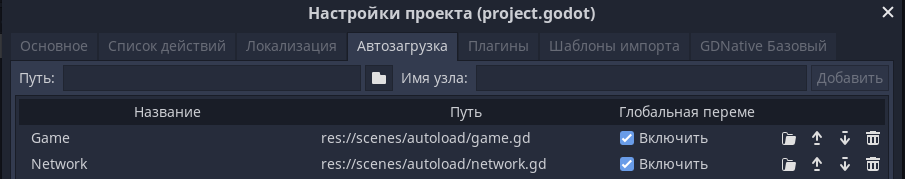 Настройки проекта (project.godot)
Основное Список действий Локализация Автозагрузка Плагины Шаблоны импорта GDNative Базовый
Путь: Имя узла: Добавить
Название Путь Глобальная переме
Game res://scenes/autoload/game.gd Включить
Network res://scenes/autoload/network.gd Включить